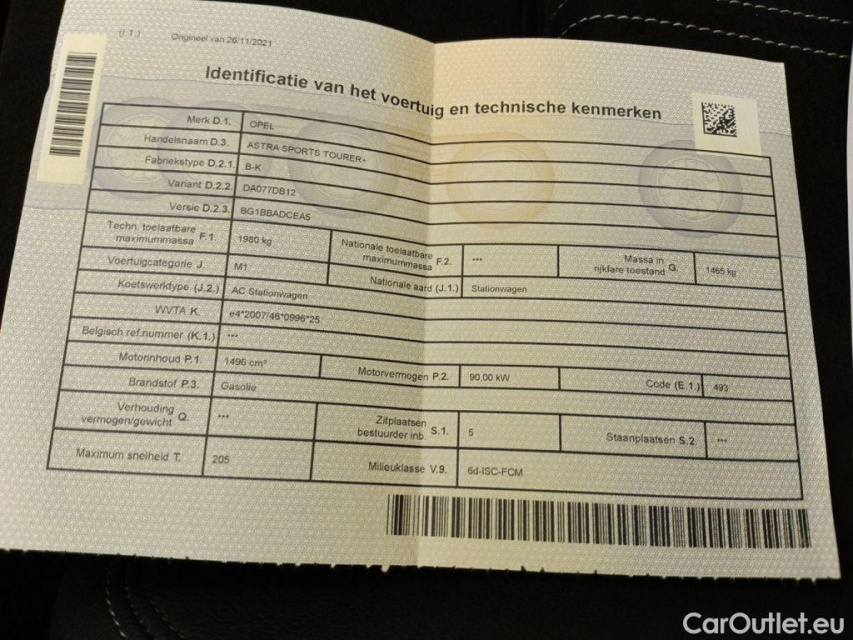 (I.1.) Origineel van 26/11/2021
Identificatie van het voertuig en technische kenmerken
Merk D.1. OPEL
Handelsnaam D.3. ASTRA SPORTS TOURER+
Fabriekstype D.2.1. B-K
Variant D.2.2. DA077DB12
Versie D.2.3. BG1BBADCEA5
Techn. toelaatbare maximummassa F.1. 1980 kg Nationale toelaatbare maximummassa F.2. *** Massa in rijklare toestand G. 1465 kg
Voertuigcategorie J. M1 Nationale aard (J.1.) Stationwagen
Koetswerktype (J.2.) AC Stationwagen
WVTA K. e4*2007/46*0996*25
Belgisch ref.nummer (K.1.) ***
Motorinhoud P.1. 1496 cm³ Motorvermogen P.2. 90,00 kW Code (E.1.) 493
Brandstof P.3. Gasolie
Verhouding vermogen/gewicht Q. *** Zitplaatsen bestuurder inb. S.1. 5 Staanplaatsen S.2. ***
Maximum snelheid T. 205 Milieuklasse V.9. 6d-ISC-FCM
CarOutlet.eu